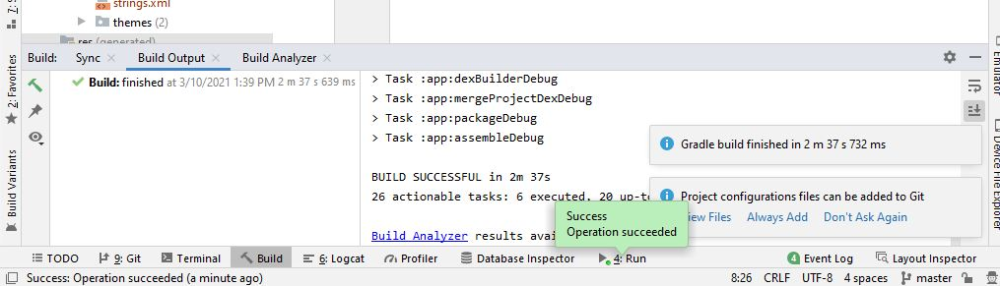 strings.xml
themes (2)
res (generated)
Build: Sync Build Output Build Analyzer
Build: finished at 3/10/2021 1:39 PM 2 m 37 s 639 ms
> Task :app:dexBuilderDebug
> Task :app:mergeProjectDexDebug
> Task :app:packageDebug
> Task :app:assembleDebug
BUILD SUCCESSFUL in 2m 37s
26 actionable tasks: 6 executed, 20
Build Analyzer results
Gradle build finished in 2 m 37 s 732 ms
Project configurations files can be added to Git
Files Always Add Don't Ask Again
Success
Operation succeeded
2: Favorites
Build Variants
Emulator
Device File Explorer
TODO 9: Git Terminal Build 6: Logcat Profiler Database Inspector 4: Run 4 Event Log Layout Inspector
Success: Operation succeeded (a minute ago) 8:26 CRLF UTF-8 4 spaces master